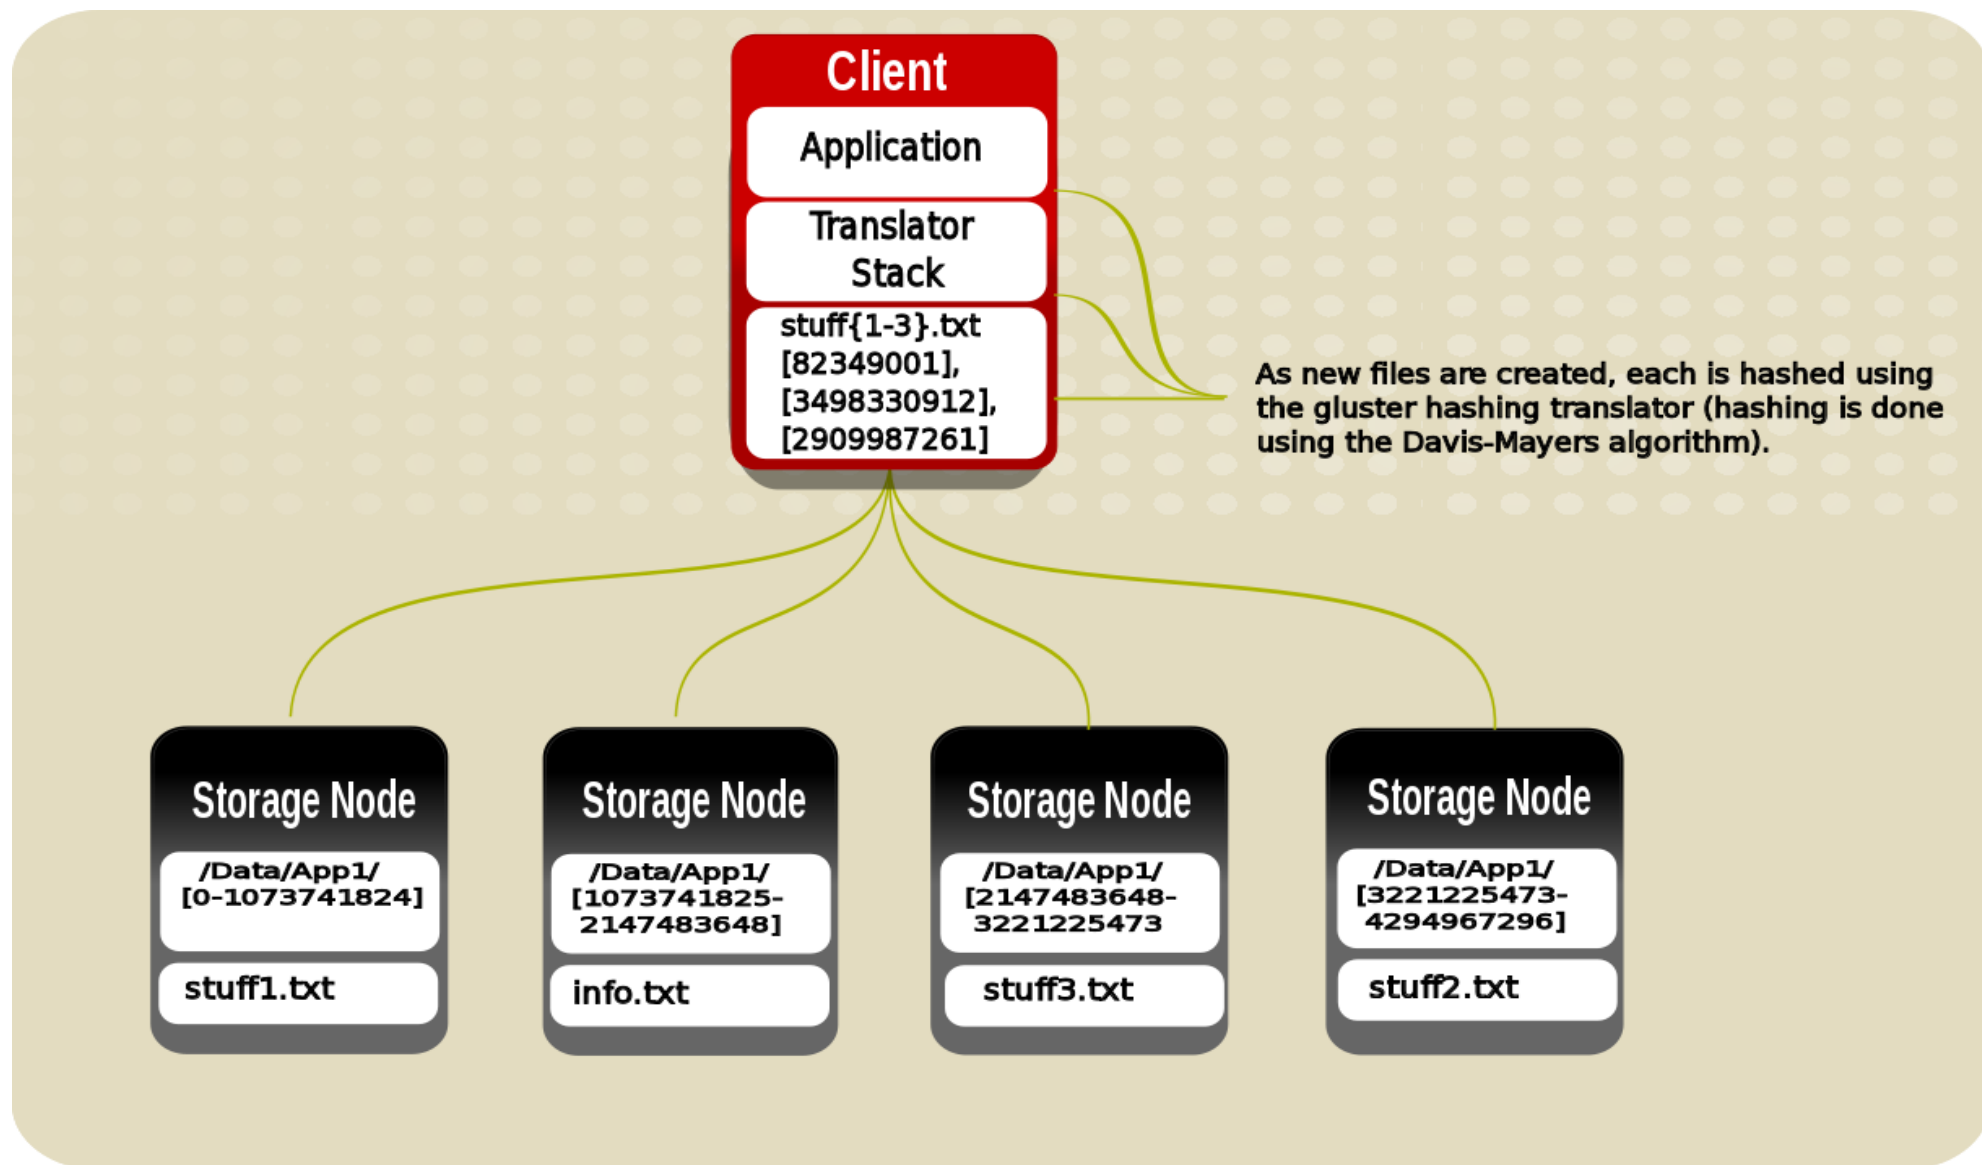 Client
Application
Translator
Stack
stuff{1-3}.txt
[82349001],
[3498330912],
[2909987261]
As new files are created, each is hashed using
the gluster hashing translator (hashing is done
using the Davis-Mayers algorithm).
Storage Node
/Data/App1/
[0-1073741824]
stuff1.txt
Storage Node
/Data/App1/
[1073741825-
2147483648]
info.txt
Storage Node
/Data/App1/
[2147483648-
3221225473
stuff3.txt
Storage Node
/Data/App1/
[3221225473-
4294967296]
stuff2.txt